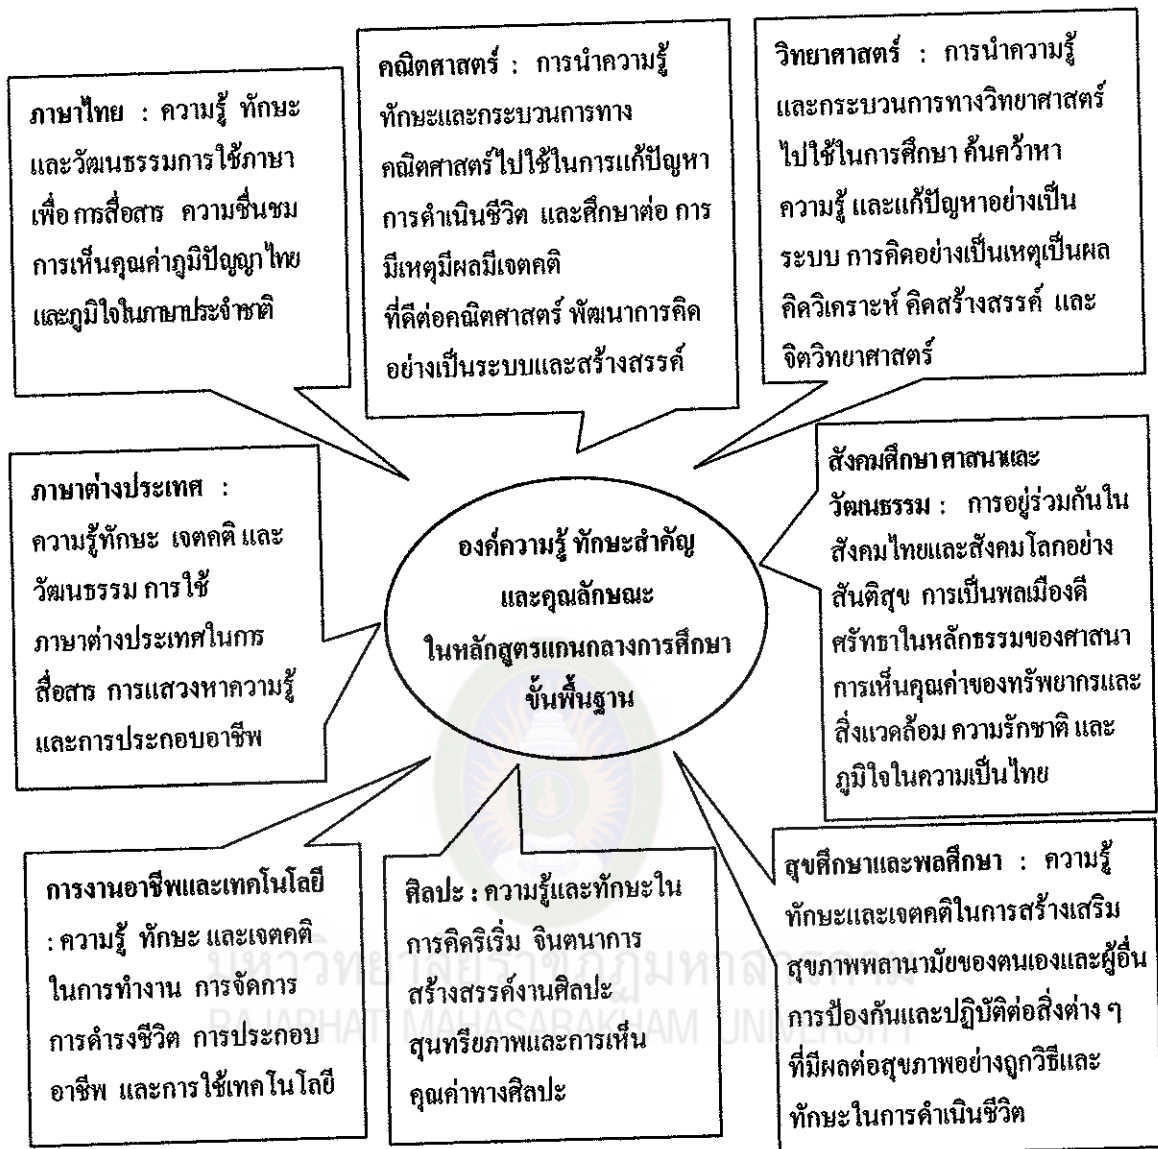 ภาษาไทย : ความรู้ ทักษะ
และวัฒนธรรมการใช้ภาษา
เพื่อ การสื่อสาร ความชื่นชม
การเห็นคุณค่าภูมิปัญญาไทย
และภูมิใจในภาษาประจำชาติ
คณิตศาสตร์ : การนำความรู้
ทักษะและกระบวนการทาง
คณิตศาสตร์ไปใช้ในการแก้ปัญหา
การดำเนินชีวิต และศึกษาต่อ การ
มีเหตุมีผลมีเจตคติ
ที่ดีต่อคณิตศาสตร์ พัฒนาการคิด
อย่างเป็นระบบและสร้างสรรค์
วิทยาศาสตร์ : การนำความรู้
และกระบวนการทางวิทยาศาสตร์
ไปใช้ในการศึกษา ค้นคว้าหา
ความรู้ และแก้ปัญหาอย่างเป็น
ระบบ การคิดอย่างเป็นเหตุเป็นผล
คิดวิเคราะห์ คิดสร้างสรรค์ และ
จิตวิทยาศาสตร์
ภาษาต่างประเทศ :
ความรู้ทักษะ เจตคติ และ
วัฒนธรรม การใช้
ภาษาต่างประเทศในการ
สื่อสาร การแสวงหาความรู้
และการประกอบอาชีพ
องค์ความรู้ ทักษะสำคัญ
และคุณลักษณะ
ในหลักสูตรแกนกลางการศึกษา
ขั้นพื้นฐาน
สังคมศึกษา ศาสนาและ
วัฒนธรรม : การอยู่ร่วมกันใน
สังคมไทยและสังคมโลกอย่าง
สันติสุข การเป็นพลเมืองดี
ศรัทธาในหลักธรรมของศาสนา
การเห็นคุณค่าของทรัพยากรและ
สิ่งแวดล้อม ความรักชาติ และ
ภูมิใจในความเป็นไทย
การงานอาชีพและเทคโนโลยี
: ความรู้ ทักษะ และเจตคติ
ในการทำงาน การจัดการ
การดำรงชีวิต การประกอบ
อาชีพ และการใช้เทคโนโลยี
ศิลปะ : ความรู้และทักษะใน
การคิดริเริ่ม จินตนาการ
สร้างสรรค์งานศิลปะ
สุนทรียภาพและการเห็น
คุณค่าทางศิลปะ
สุขศึกษาและพลศึกษา : ความรู้
ทักษะและเจตคติในการสร้างเสริม
สุขภาพพลานามัยของตนเองและผู้อื่น
การป้องกันและปฏิบัติต่อสิ่งต่าง ๆ
ที่มีผลต่อสุขภาพอย่างถูกวิธีและ
ทักษะในการดำเนินชีวิต
มหาวิทยาลัยราชภัฏมหาสารคาม
RAJABHAT MAHASARAKHAM UNIVERSITY